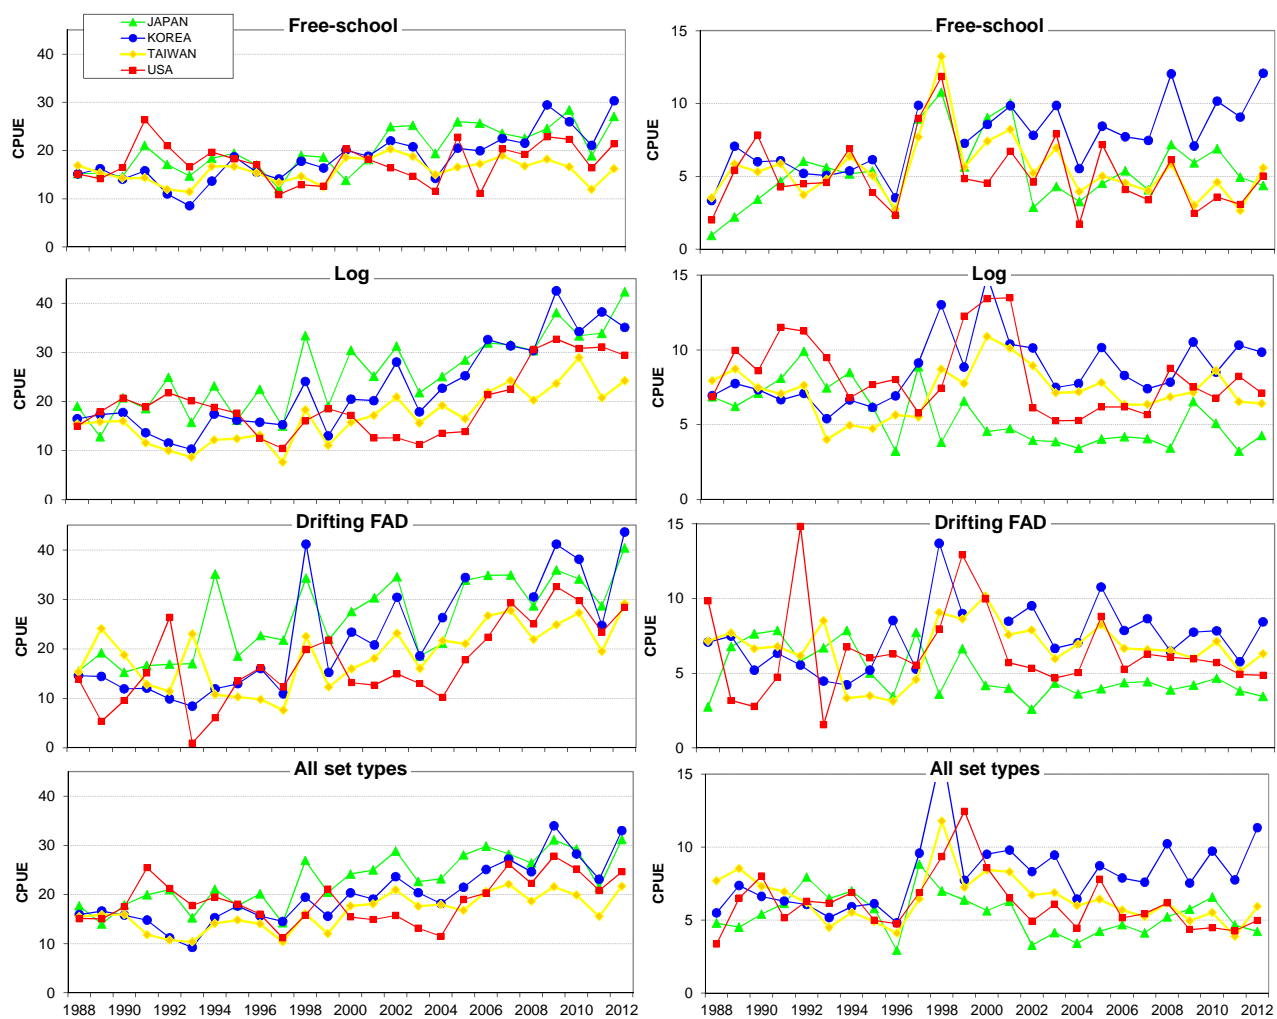 JAPAN
KOREA
TAIWAN
USA
Free-school
CPUE
40
30
20
10
0
Free-school
CPUE
15
10
5
0
Log
CPUE
40
30
20
10
0
Log
CPUE
15
10
5
0
Drifting FAD
CPUE
40
30
20
10
0
Drifting FAD
CPUE
15
10
5
0
All set types
CPUE
40
30
20
10
0
1988 1990 1992 1994 1996 1998 2000 2002 2004 2006 2008 2010 2012
All set types
CPUE
15
10
5
0
1988 1990 1992 1994 1996 1998 2000 2002 2004 2006 2008 2010 2012